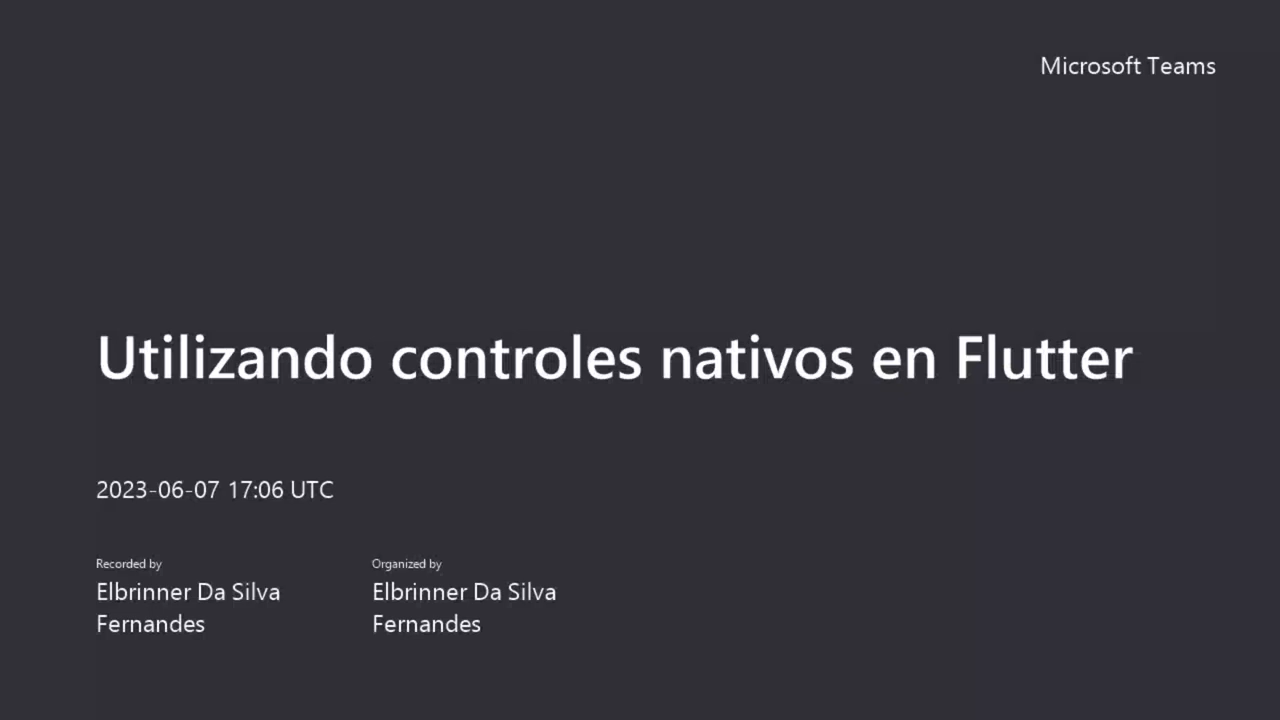 Microsoft Teams
Utilizando controles nativos en Flutter
2023-06-07 17:06 UTC
Recorded by
Elbrinner Da Silva
Fernandes
Organized by
Elbrinner Da Silva
Fernandes